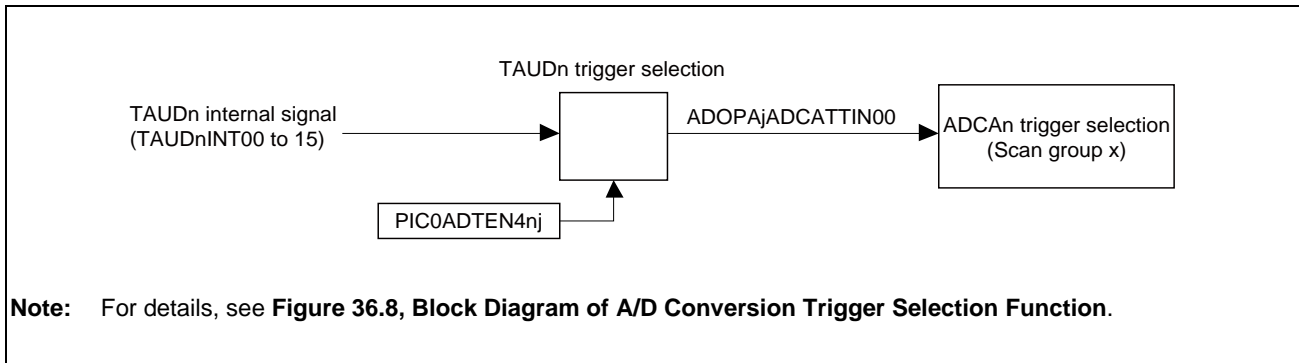 TAUDn trigger selection
TAUDn internal signal
(TAUDnINT00 to 15)
ADOPAjADCATTIN00
ADCAn trigger selection
(Scan group x)
PIC0ADTEN4nj
Note: For details, see Figure 36.8, Block Diagram of A/D Conversion Trigger Selection Function.